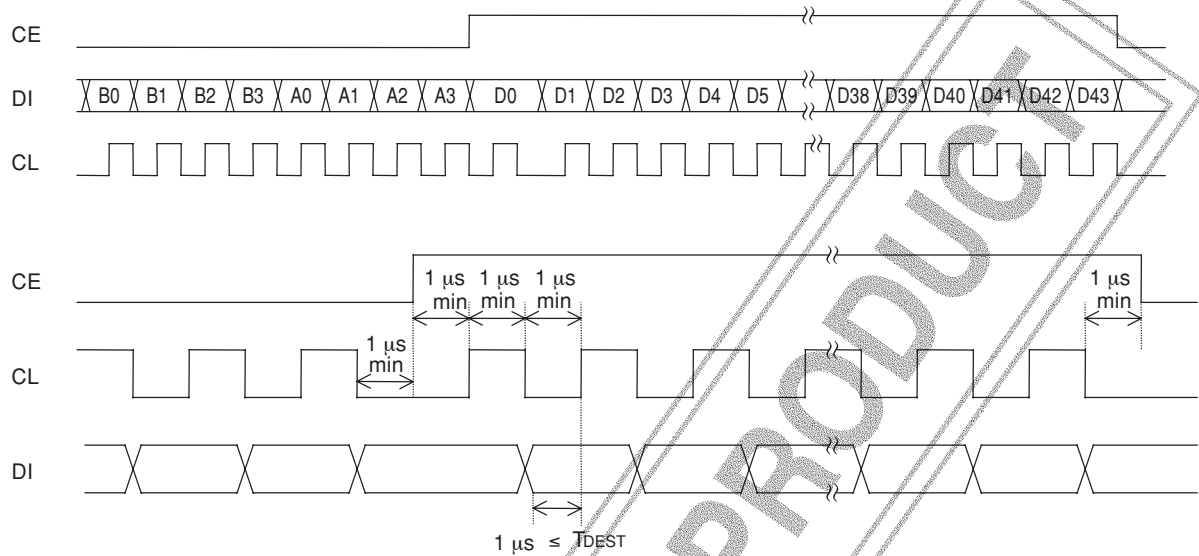 CE
DI B0 B1 B2 B3 A0 A1 A2 A3 D0 D1 D2 D3 D4 D5 D38 D39 D40 D41 D42 D43
CL
CE
1 μs min 1 μs min 1 μs min 1 μs min
1 μs min
CL
DI
1 μs ≤ TDEST
PRODUCT